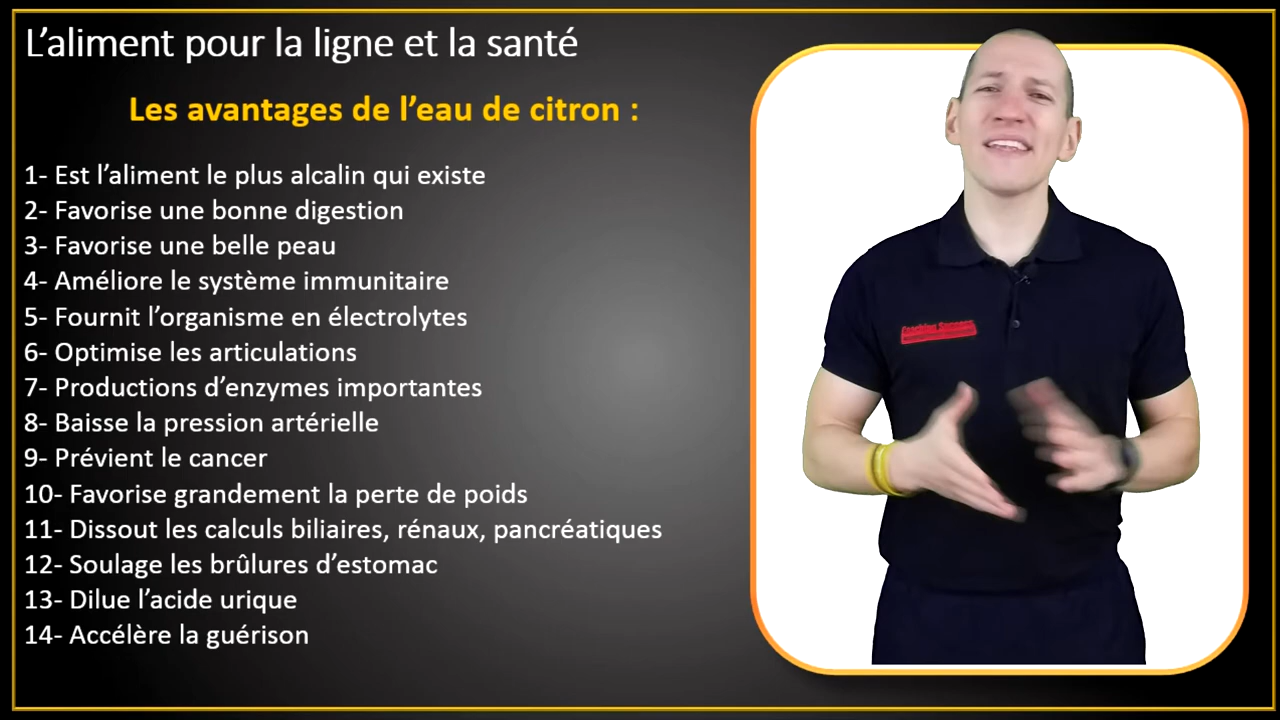 L’aliment pour la ligne et la santé
Les avantages de l’eau de citron :
1- Est l’aliment le plus alcalin qui existe
2- Favorise une bonne digestion
3- Favorise une belle peau
4- Améliore le système immunitaire
5- Fournit l’organisme en électrolytes
6- Optimise les articulations
7- Productions d’enzymes importantes
8- Baisse la pression artérielle
9- Prévient le cancer
10- Favorise grandement la perte de poids
11- Dissout les calculs biliaires, rénaux, pancréatiques
12- Soulage les brûlures d’estomac
13- Dilue l’acide urique
14- Accélère la guérison